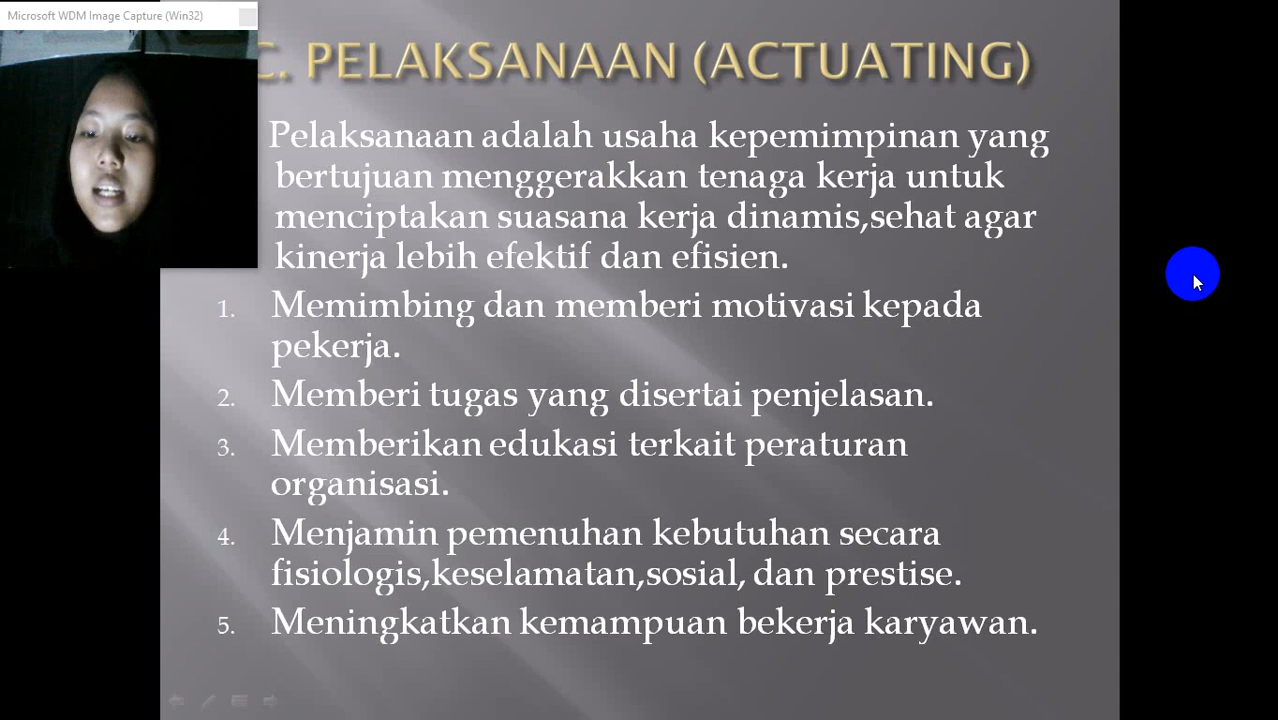 Microsoft WDM Image Capture (Win32)
C. PELAKSANAAN (ACTUATING)
Pelaksanaan adalah usaha kepemimpinan yang
bertujuan menggerakkan tenaga kerja untuk
menciptakan suasana kerja dinamis,sehat agar
kinerja lebih efektif dan efisien.
1. Memimbing dan memberi motivasi kepada
pekerja.
2. Memberi tugas yang disertai penjelasan.
3. Memberikan edukasi terkait peraturan
organisasi.
4. Menjamin pemenuhan kebutuhan secara
fisiologis,keselamatan,sosial, dan prestise.
5. Meningkatkan kemampuan bekerja karyawan.